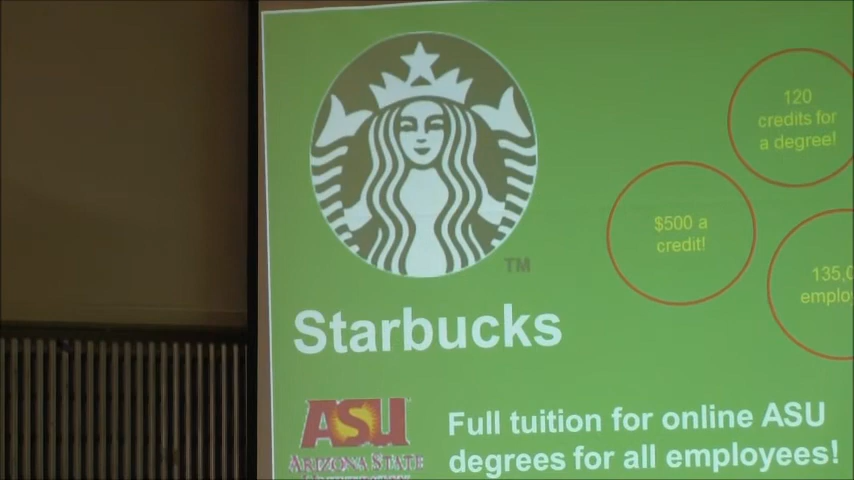 120
credits for
a degree!
$500 a
credit!
TM
Starbucks
ASU
ARIZONA STATE
Full tuition for online ASU
degrees for all employees!